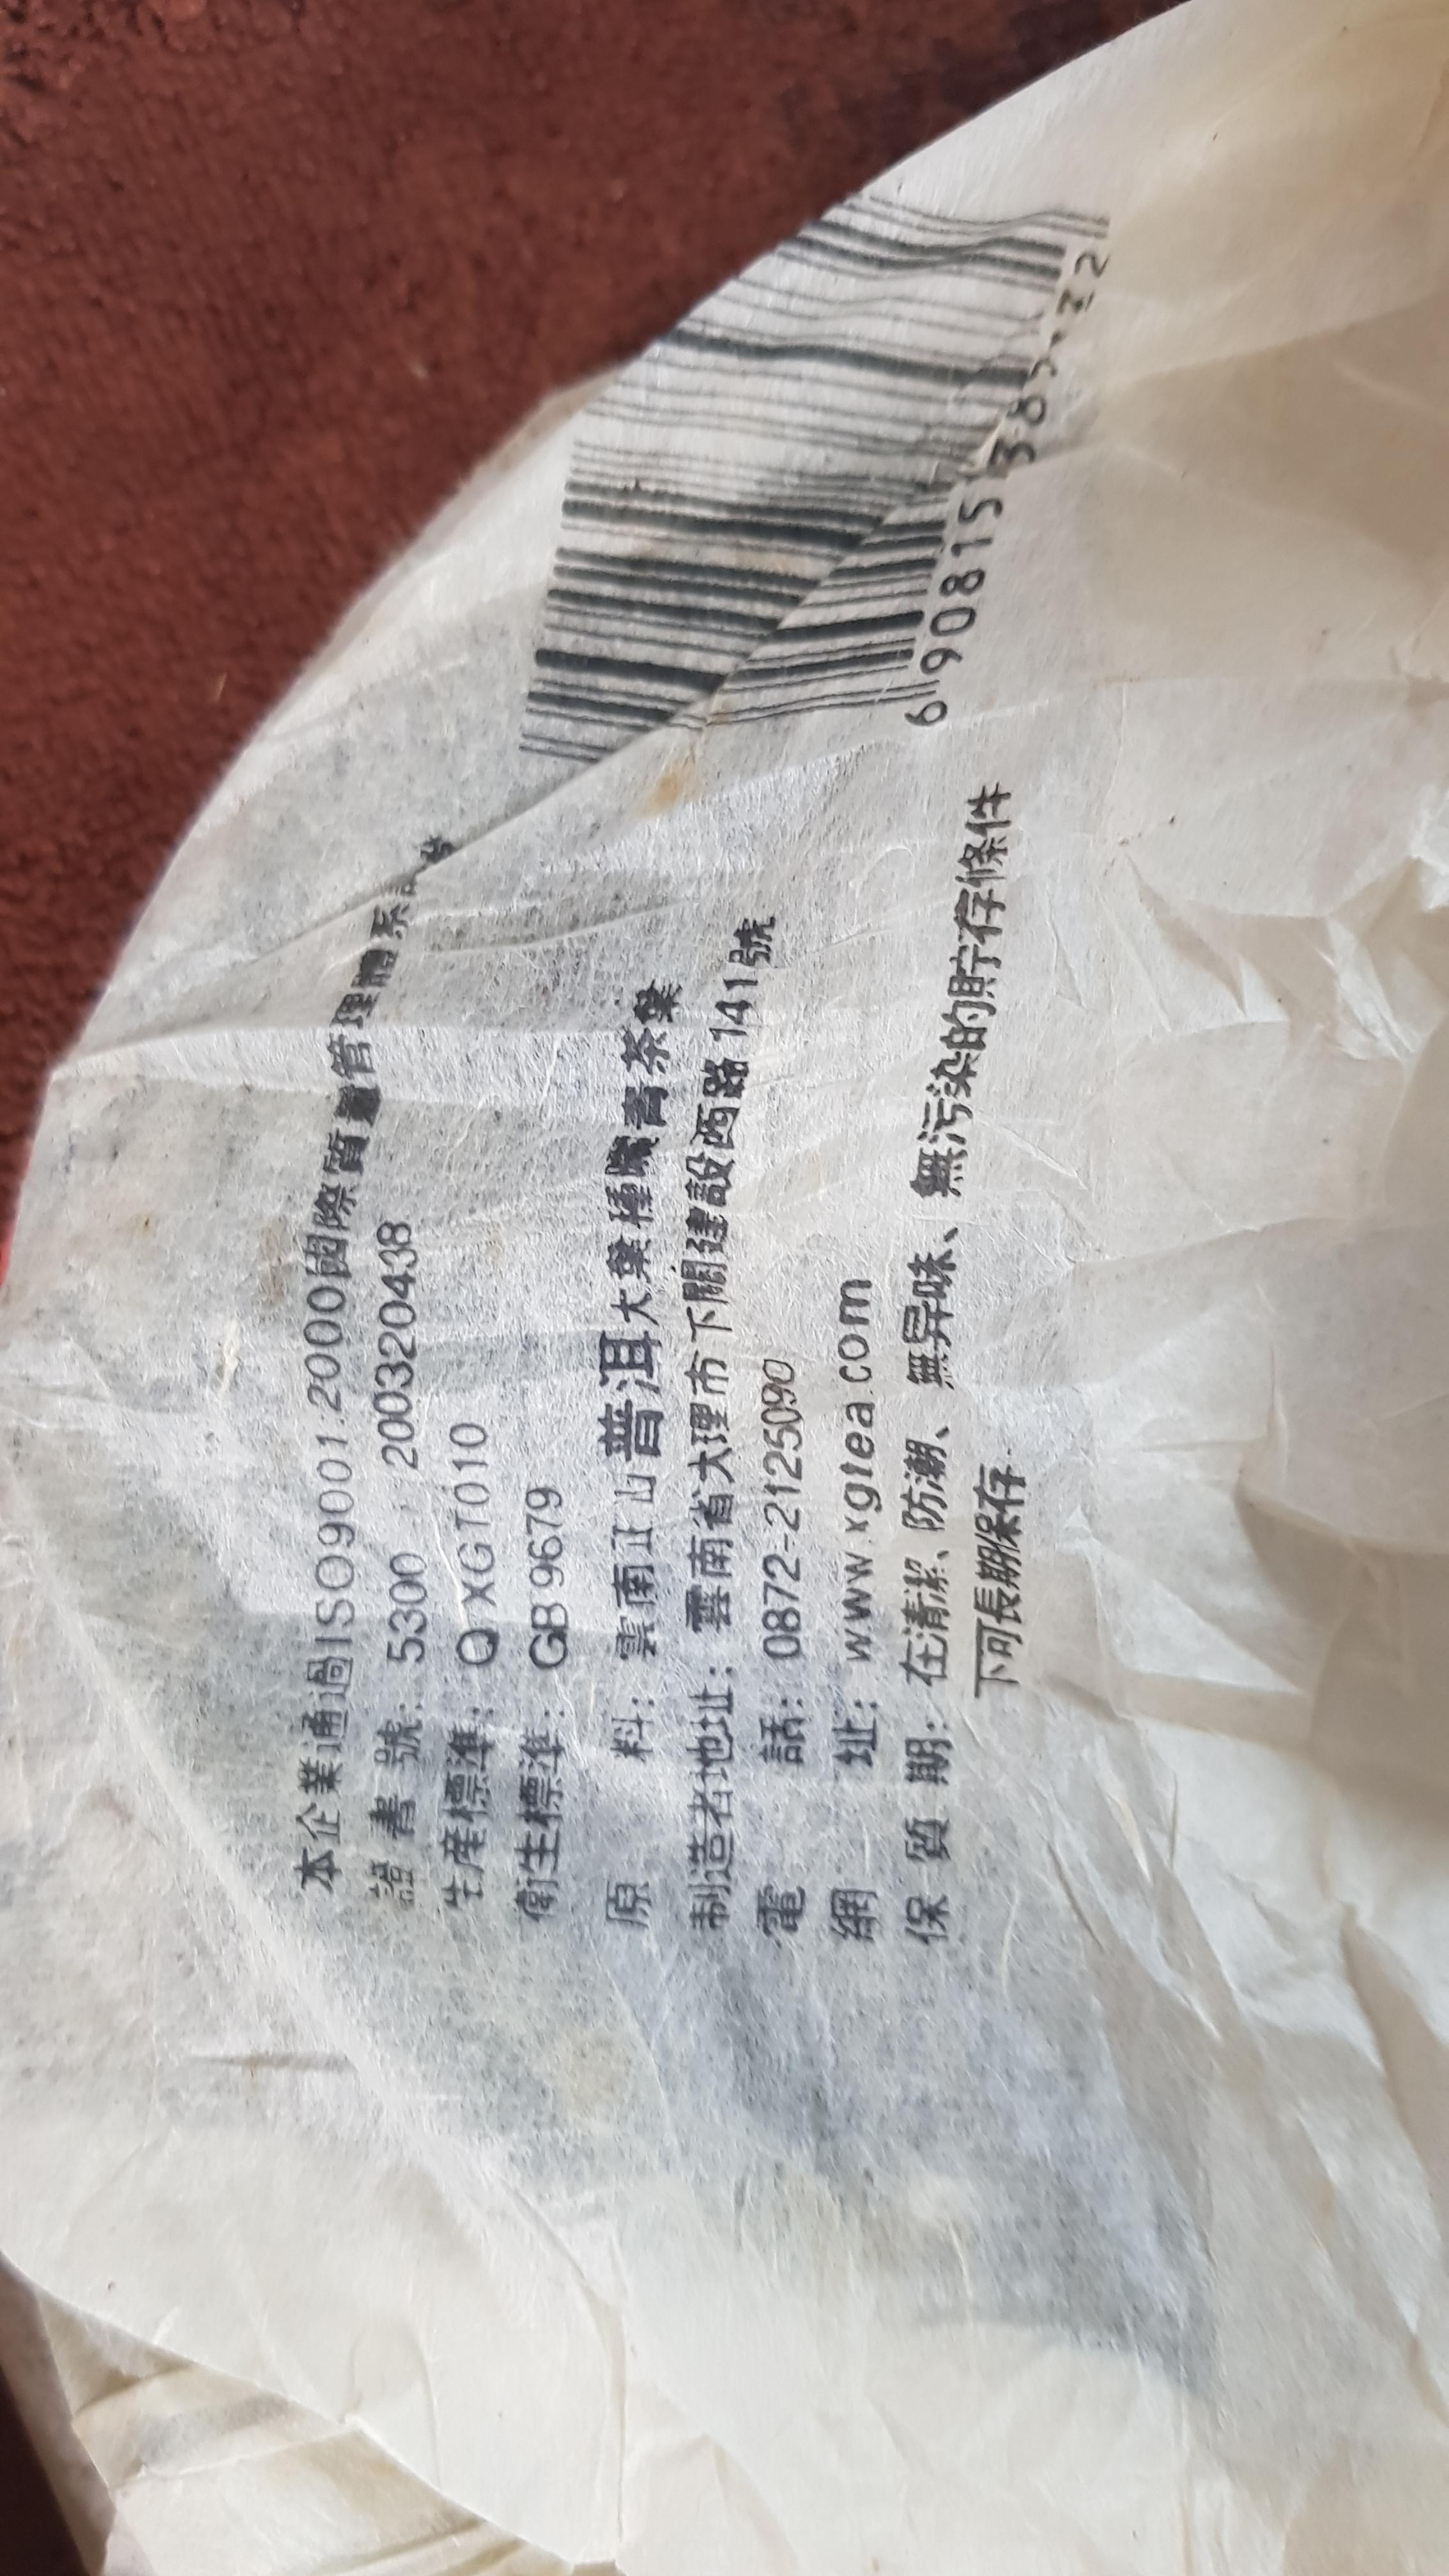 本企業通過ISO9001:2000國際質量管理體系
證書號: 5300 200320438
生産標準: Q/XGT010
衛生標準: GB9679
原料: 雲南正山普洱大葉種曬青茶葉
制造者地址: 雲南省大理市下關建設西路141號
電話: 0872-2125090
網址: www.xgtea.com
保質期: 在清潔、防潮、無異味、無污染的貯存條件
下可長期保存
6 908151 38